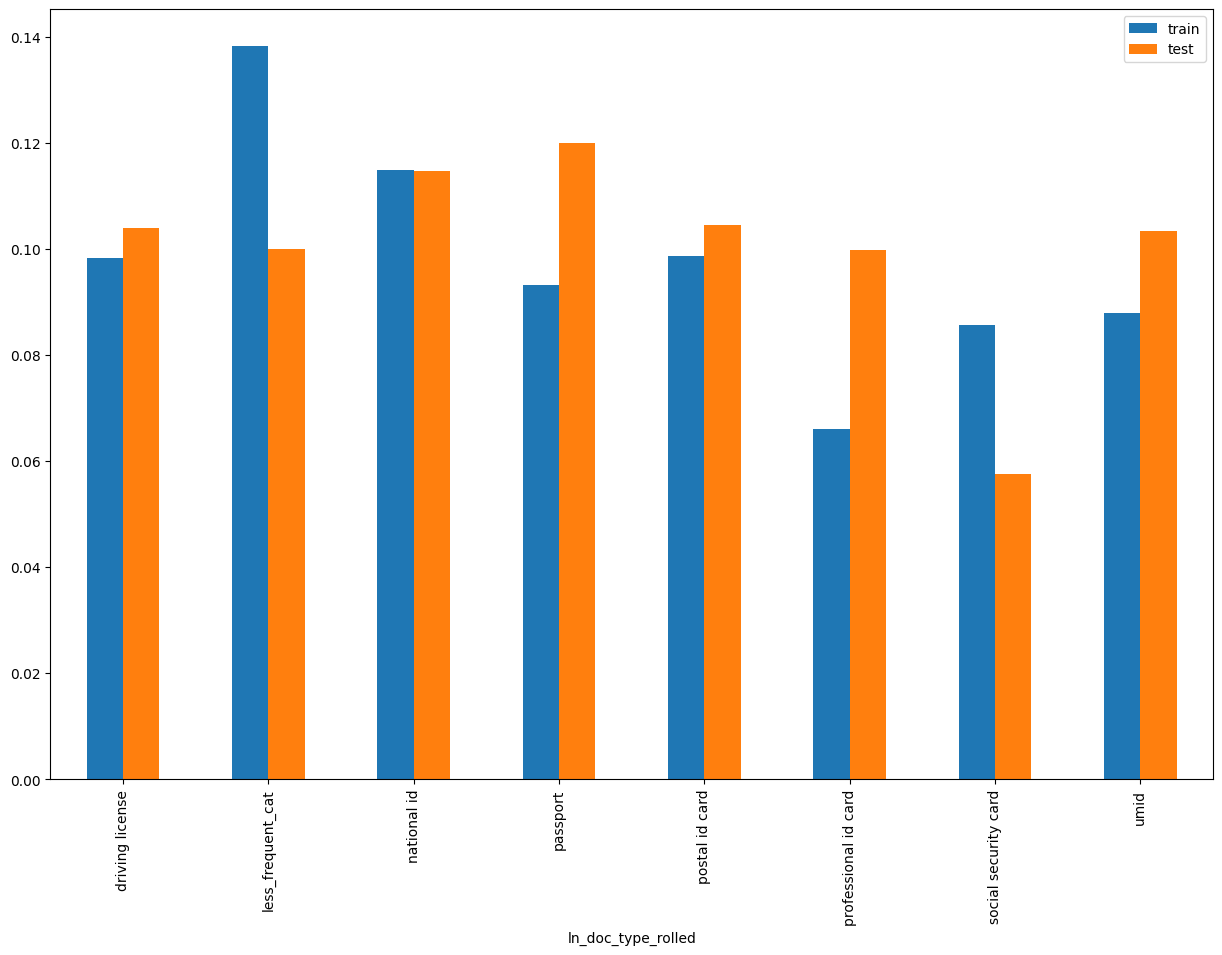 0.14
0.12
0.10
0.08
0.06
0.04
0.02
0.00
train
test
driving license
less_frequent_cat
national id
passport
postal id card
professional id card
social security card
umid
ln_doc_type_rolled